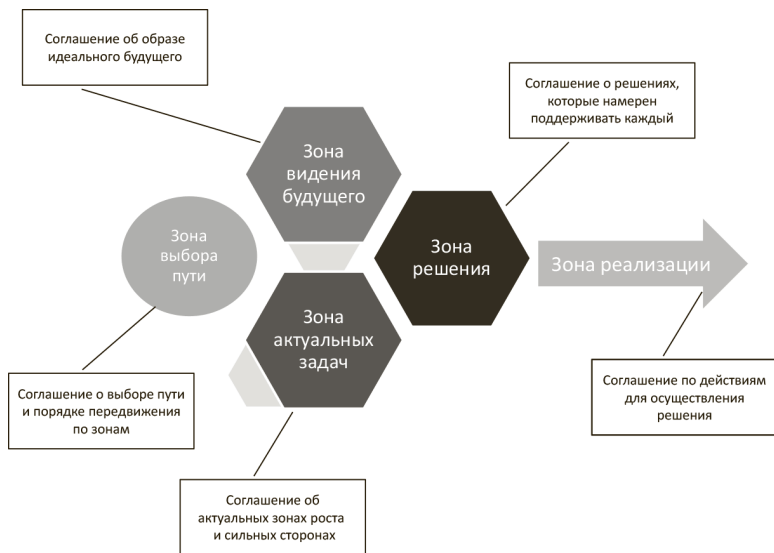 Соглашение об образе
идеального будущего
Соглашение о решениях,
которые намерен
поддерживать каждый
Зона
видения
будущего
Зона
выбора
пути
Зона
решения
Зона реализации
Зона
актуальных
задач
Соглашение о выборе пути
и порядке передвижения
по зонам
Соглашение по действиям
для осуществления
решения
Соглашение об
актуальных зонах роста
и сильных сторонах